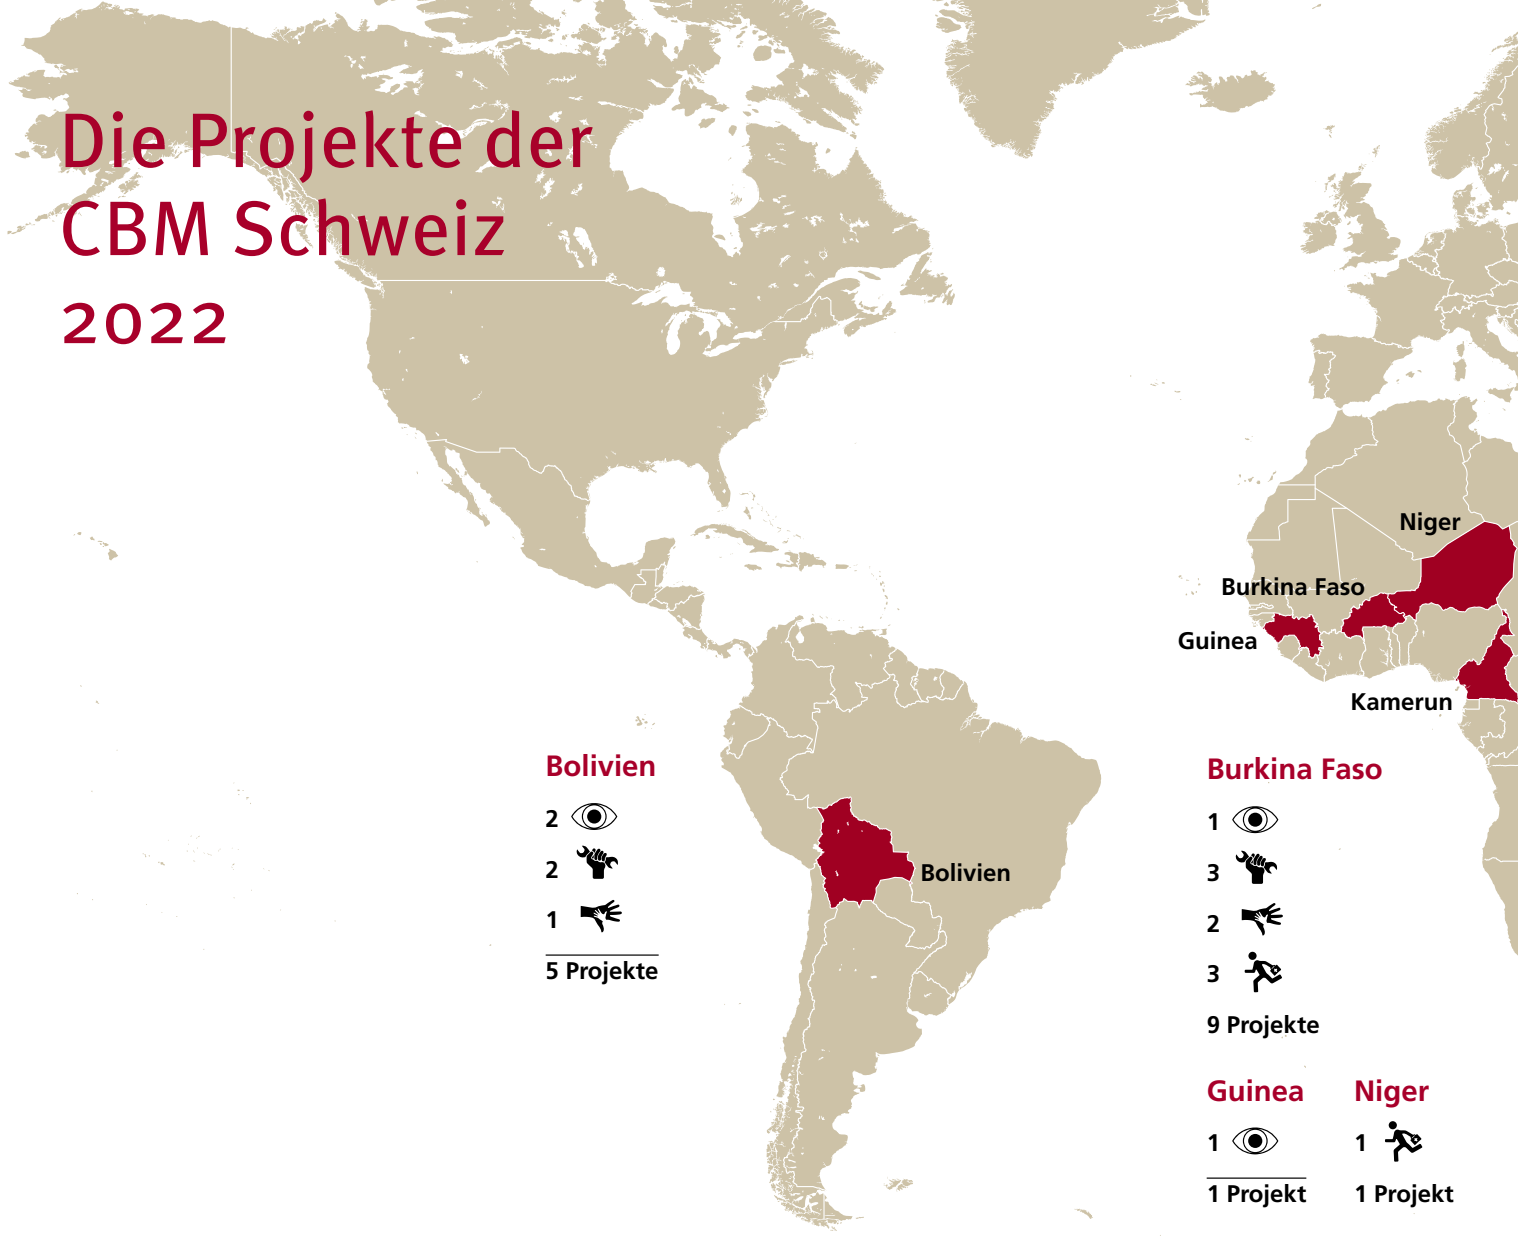 Die Projekte der
CBM Schweiz
2022
Niger
Burkina Faso
Guinea
Kamerun
Bolivien
Bolivien
2
2
1
5 Projekte
Burkina Faso
1
3
2
3
9 Projekte
Guinea
1
1 Projekt
Niger
1
1 Projekt